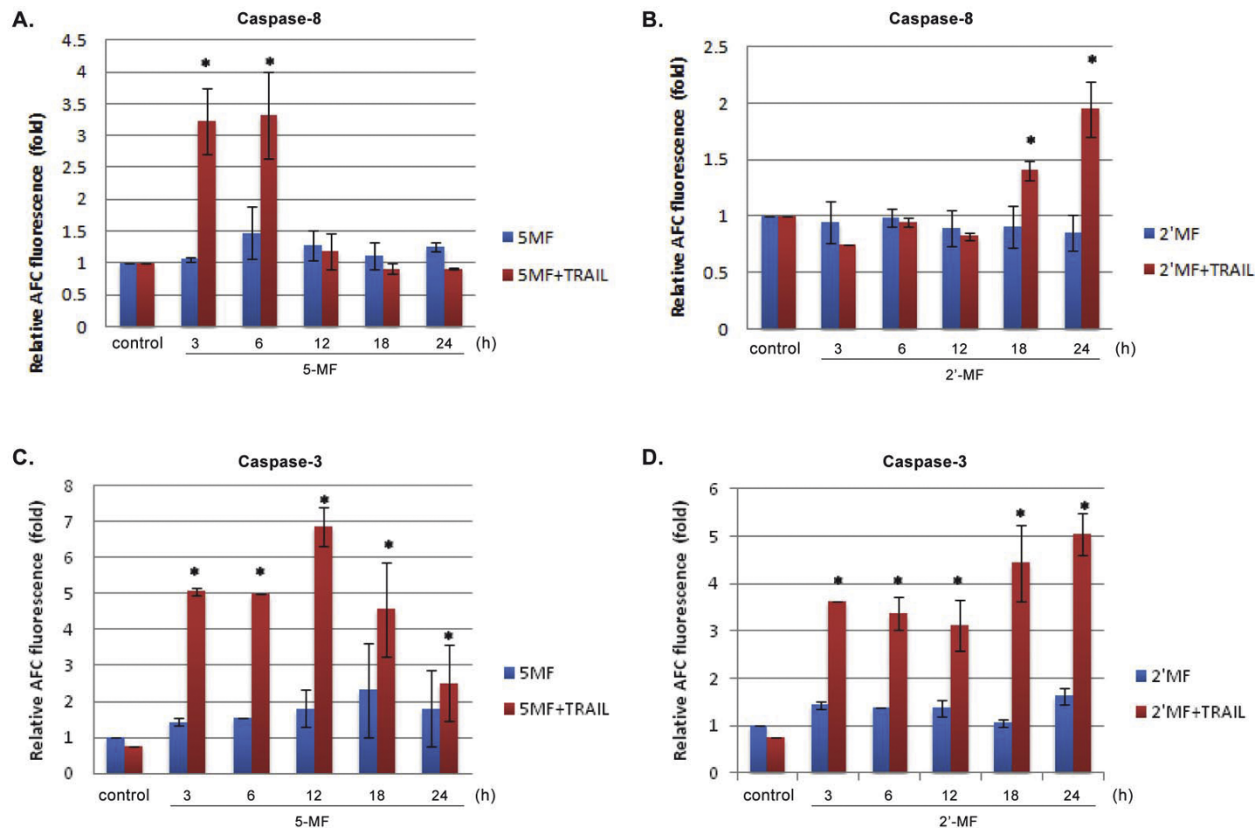 A.
Caspase-8
Relative AFC fluorescence (fold)
4.5
4
3.5
3
2.5
2
1.5
1
0.5
0
* *
control 3 6 12 18 24 (h)
5-MF
5MF
5MF+TRAIL
B.
Caspase-8
Relative AFC fluorescence (fold)
2.5
2
1.5
1
0.5
0
* *
control 3 6 12 18 24 (h)
2'-MF
2'MF
2'MF+TRAIL
C.
Caspase-3
Relative AFC fluorescence (fold)
8
7
6
5
4
3
2
1
0
* * * * *
control 3 6 12 18 24 (h)
5-MF
5MF
5MF+TRAIL
D.
Caspase-3
Relative AFC fluorescence (fold)
6
5
4
3
2
1
0
* * * * *
control 3 6 12 18 24 (h)
2'-MF
2'MF
2'MF+TRAIL